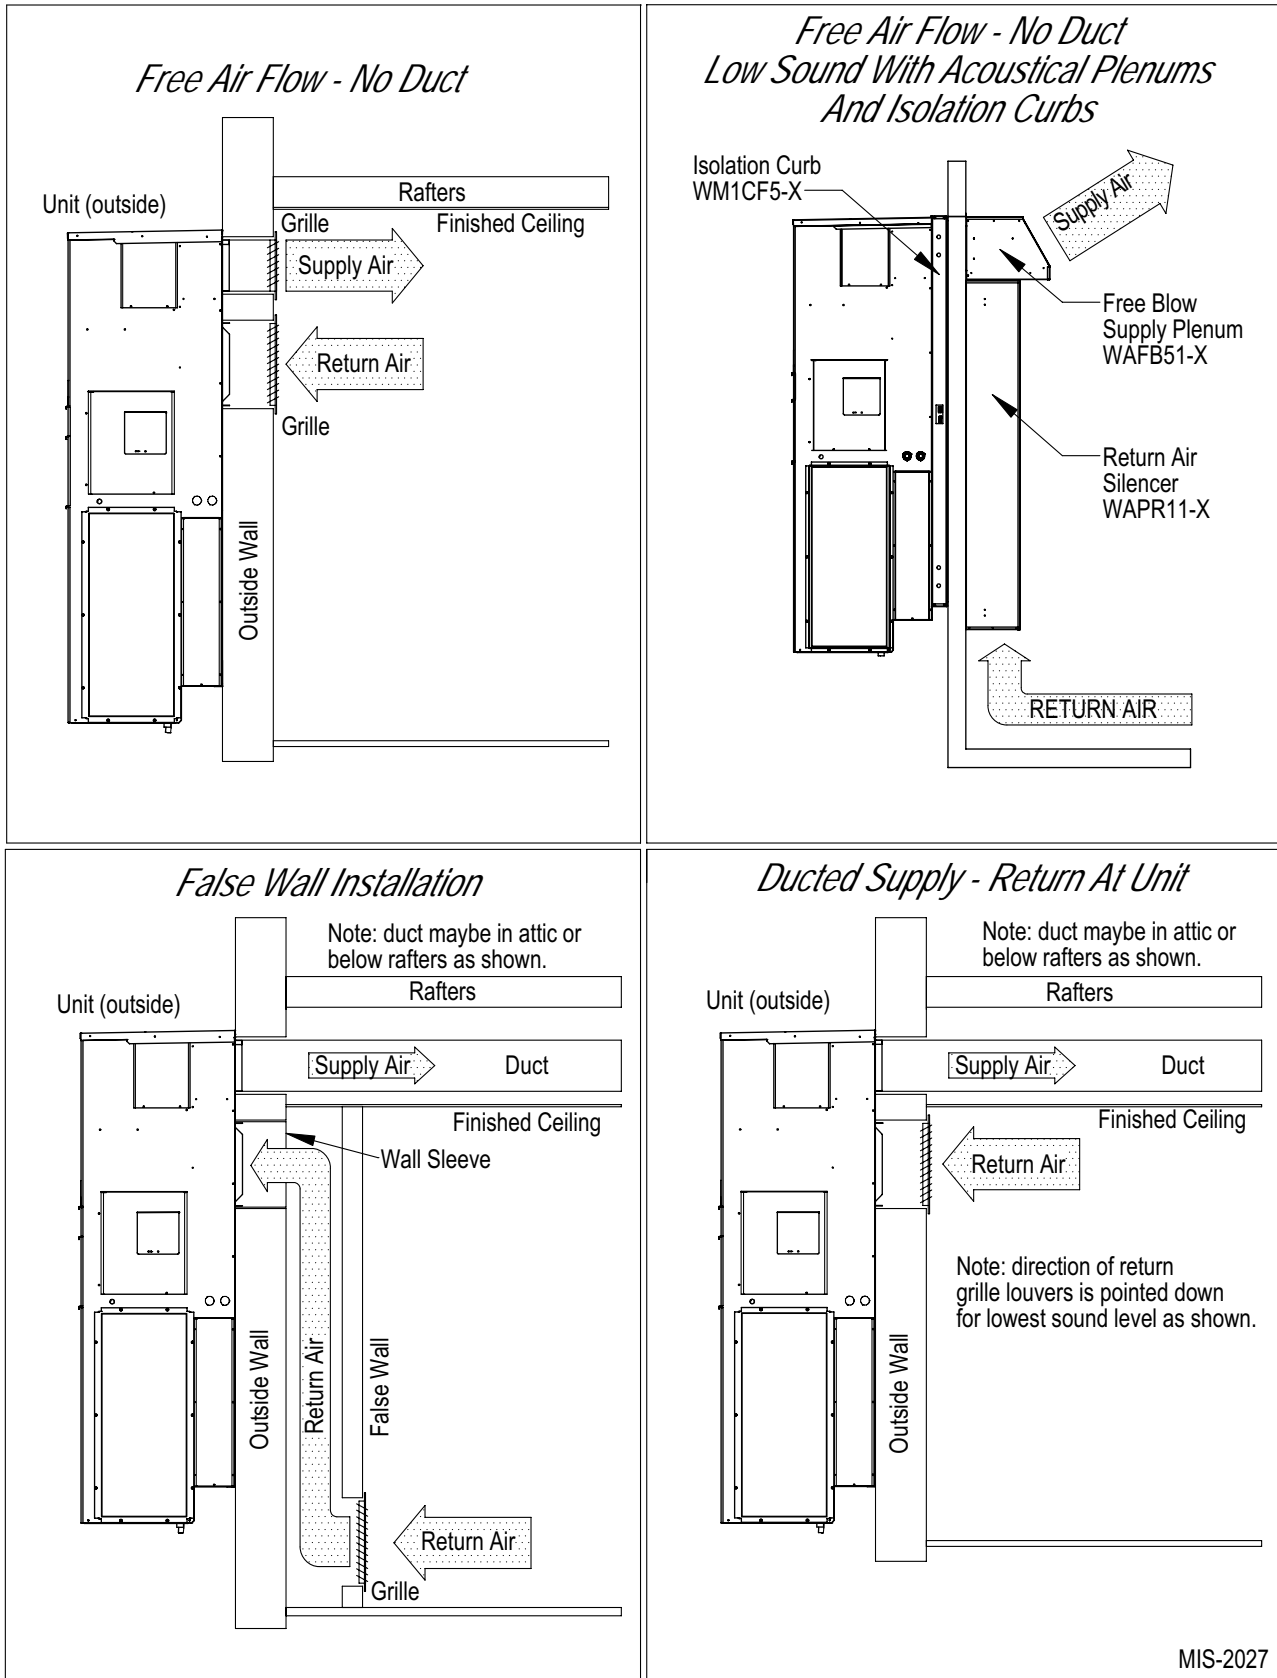 Free Air Flow - No Duct
Unit (outside)
Rafters
Grille
Finished Ceiling
Supply Air
Return Air
Grille
Outside Wall
Free Air Flow - No Duct
Low Sound With Acoustical Plenums
And Isolation Curbs
Isolation Curb
WM1CF5-X
Supply Air
Free Blow
Supply Plenum
WAFB51-X
Return Air
Silencer
WAPR11-X
RETURN AIR
False Wall Installation
Note: duct maybe in attic or
below rafters as shown.
Unit (outside)
Rafters
Supply Air
Duct
Finished Ceiling
Wall Sleeve
Outside Wall
Return Air
False Wall
Return Air
Grille
Ducted Supply - Return At Unit
Note: duct maybe in attic or
below rafters as shown.
Unit (outside)
Rafters
Supply Air
Duct
Finished Ceiling
Return Air
Note: direction of return
grille louvers is pointed down
for lowest sound level as shown.
Outside Wall
MIS-2027